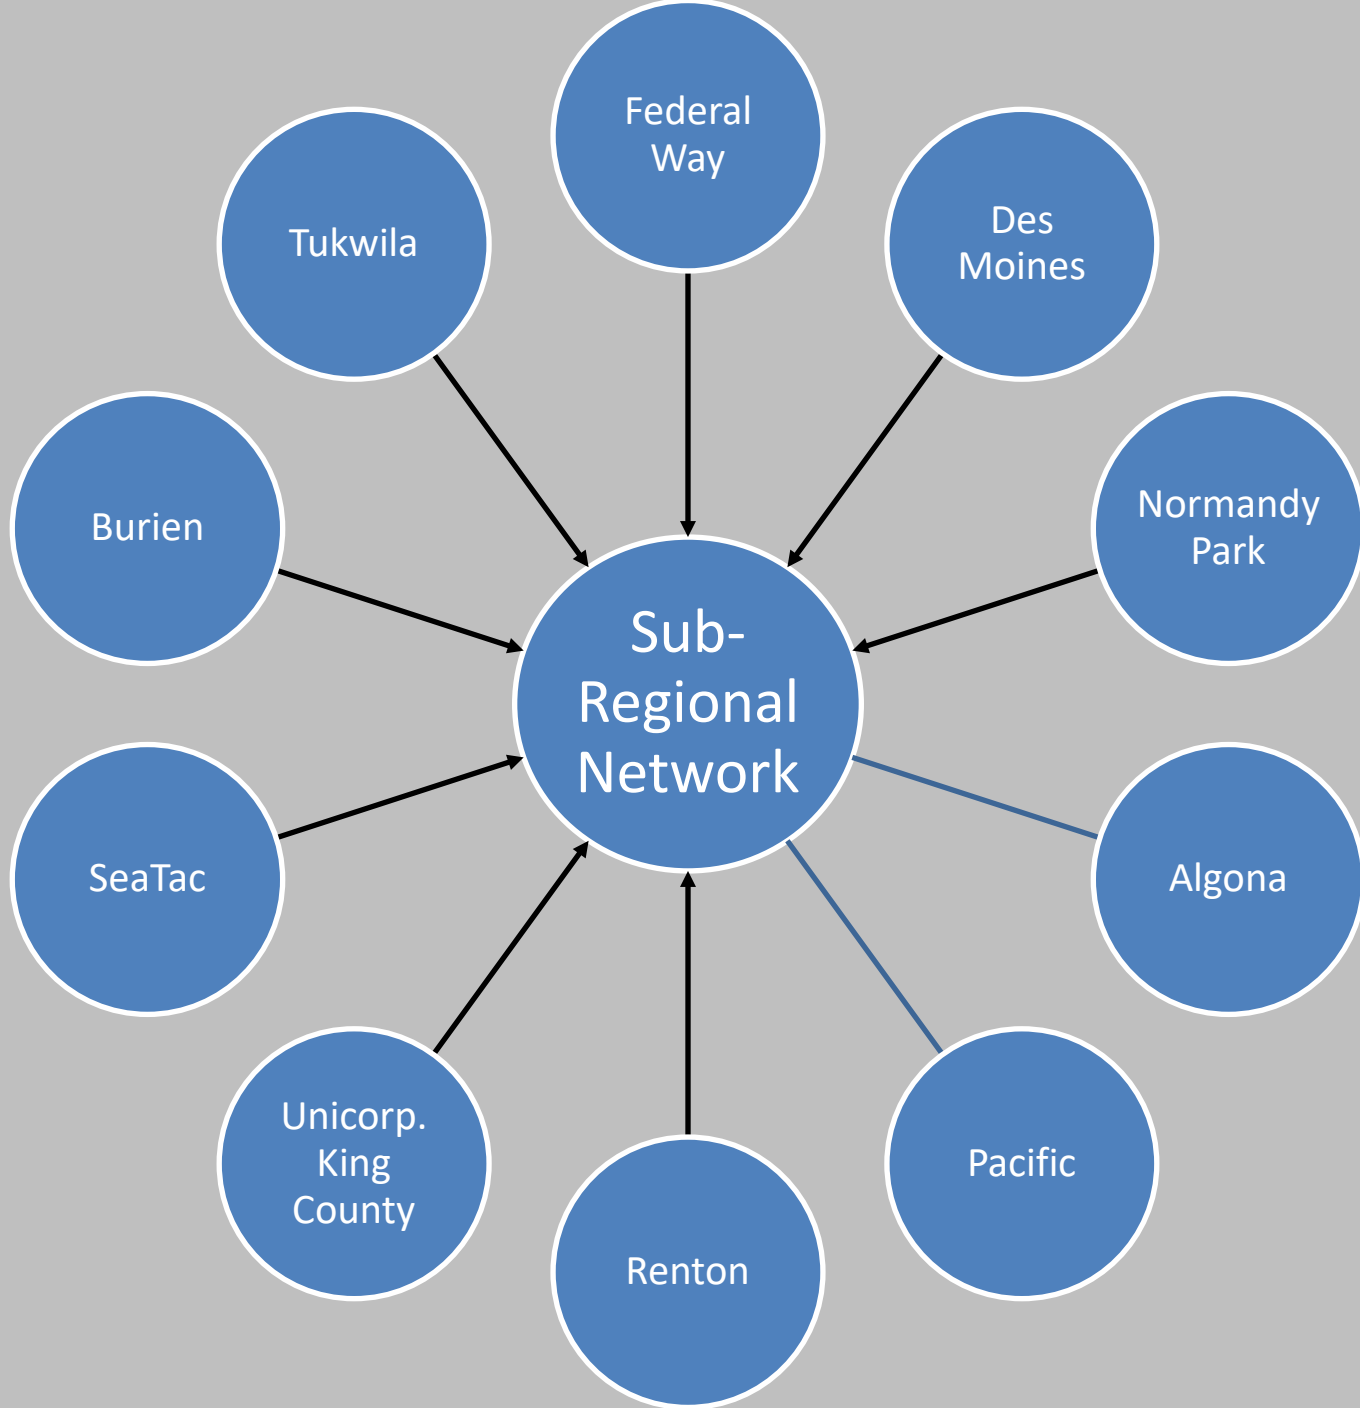 Federal
Way
Des
Moines
Tukwila
Normandy
Park
Burien
Sub-
Regional
Network
Algona
SeaTac
Pacific
Unicorp.
King
County
Renton